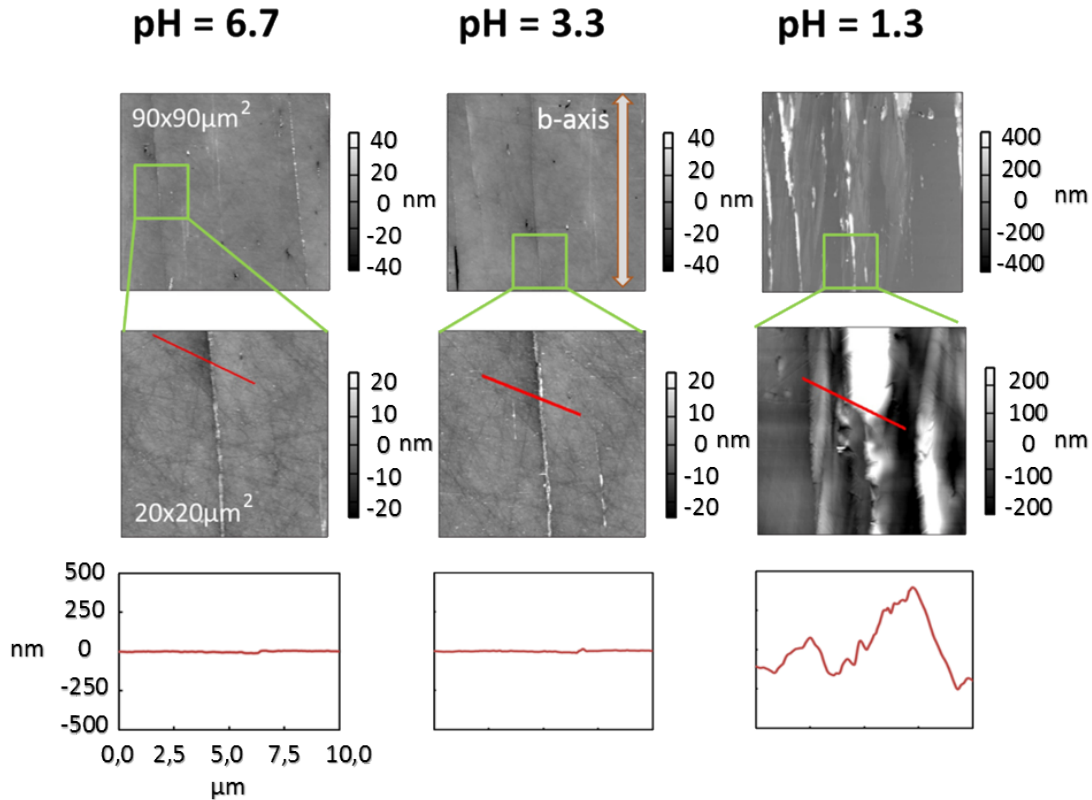 pH = 6.7 pH = 3.3 pH = 1.3
90x90µm² b-axis
40 40 400
20 20 200
0 nm 0 nm 0 nm
-20 -20 -200
-40 -40 -400
20x20µm²
20 20 200
10 10 100
0 nm 0 nm 0 nm
-10 -10 -100
-20 -20 -200
500
250
nm 0
-250
-500
0,0 2,5 5,0 7,5 10,0
µm